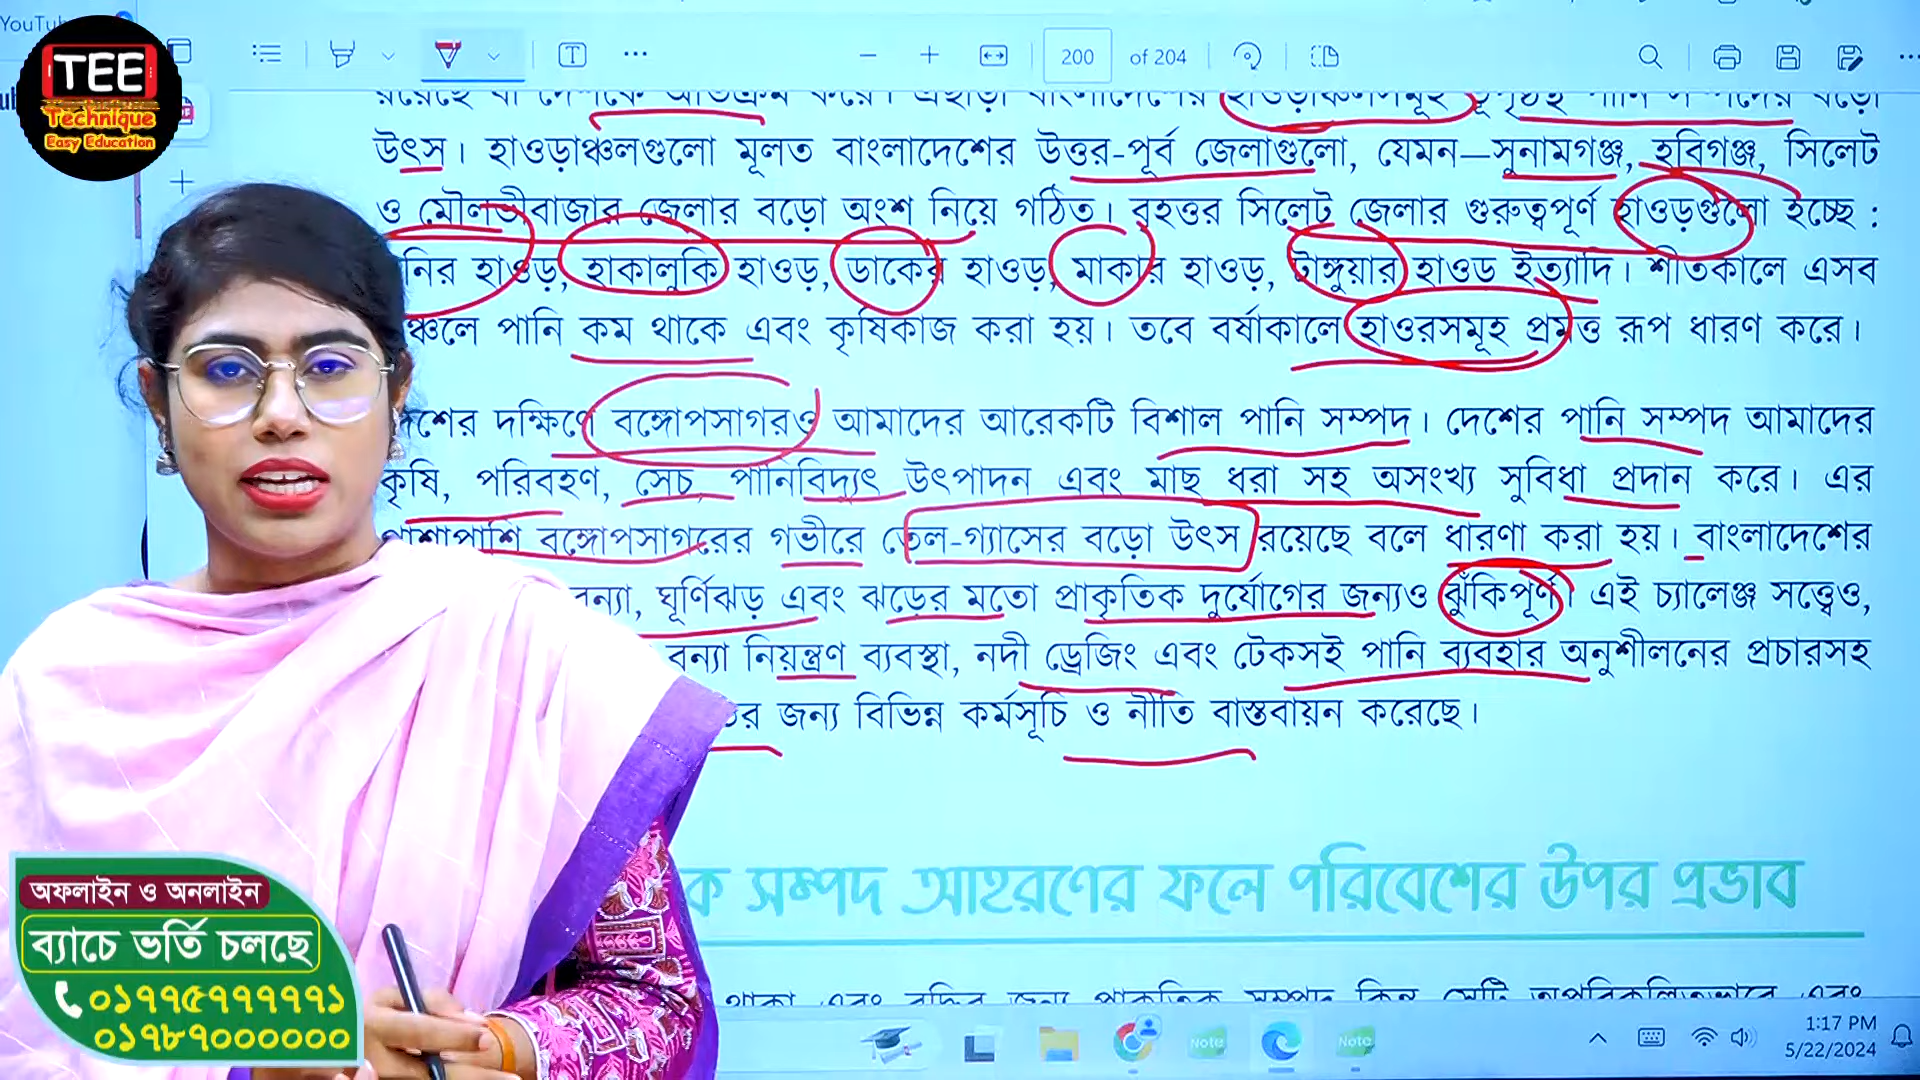 YouTu
TEE
Technique
Easy Education
200 of 204
উৎস। হাওড়াঞ্চলগুলো মূলত বাংলাদেশের উত্তর-পূর্ব জেলাগুলো, যেমন—সুনামগঞ্জ, হবিগঞ্জ, সিলেট
ও মৌলভীবাজার জেলার বড়ো অংশ নিয়ে গঠিত। বৃহত্তর সিলেট জেলার গুরুত্বপূর্ণ হাওড়গুলো হচ্ছে :
নির হাওড়, হাকালুকি হাওড়, ডাকের হাওড়, মাকার হাওড়, টাঙ্গুয়ার হাওড ইত্যাদি। শীতকালে এসব
ঞ্চলে পানি কম থাকে এবং কৃষিকাজ করা হয়। তবে বর্ষাকালে হাওরসমূহ প্রমত্ত রূপ ধারণ করে।
দেশের দক্ষিণে বঙ্গোপসাগরও আমাদের আরেকটি বিশাল পানি সম্পদ। দেশের পানি সম্পদ আমাদের
কৃষি, পরিবহণ, সেচ, পানিবিদ্যুৎ উৎপাদন এবং মাছ ধরা সহ অসংখ্য সুবিধা প্রদান করে। এর
পাশাপাশি বঙ্গোপসাগরের গভীরে তেল-গ্যাসের বড়ো উৎস রয়েছে বলে ধারণা করা হয়। বাংলাদেশের
বন্যা, ঘূর্ণিঝড় এবং ঝড়ের মতো প্রাকৃতিক দুর্যোগের জন্যও ঝুঁকিপূর্ণ। এই চ্যালেঞ্জ সত্ত্বেও,
বন্যা নিয়ন্ত্রণ ব্যবস্থা, নদী ড্রেজিং এবং টেকসই পানি ব্যবহার অনুশীলনের প্রচারসহ
জন্য বিভিন্ন কর্মসূচি ও নীতি বাস্তবায়ন করেছে।
ক সম্পদ আহরণের ফলে পরিবেশের উপর প্রভাব
অফলাইন ও অনলাইন
ব্যাচে ভর্তি চলছে
০১৭৭৫৭৭৭৭৭১
০১৭৮৭০০০০০০
Note
Note
1:17 PM
5/22/2024